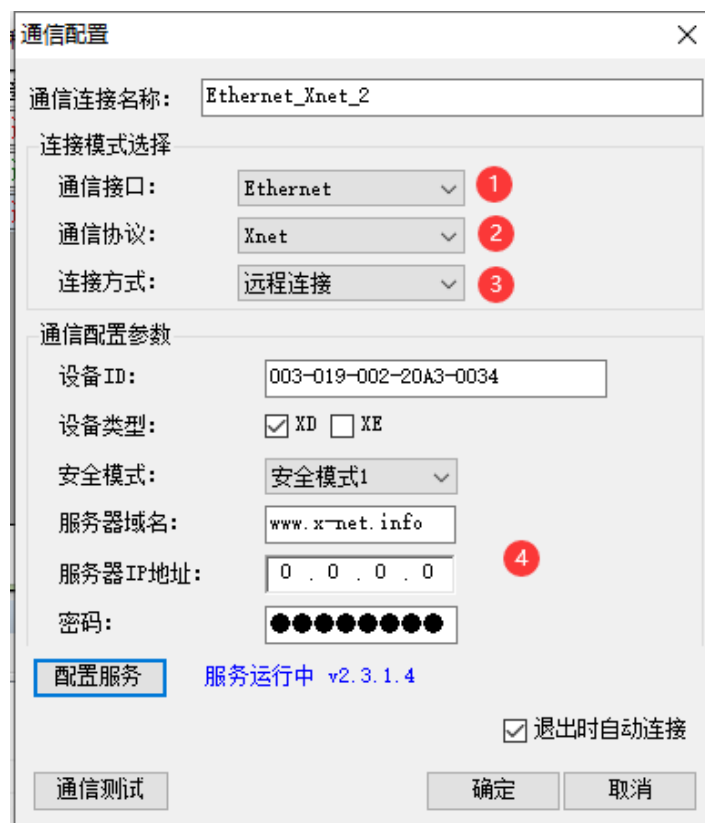 通信配置
通信连接名称: Ethernet_Xnet_2
连接模式选择
通信接口: Ethernet 1
通信协议: Xnet 2
连接方式: 远程连接 3
通信配置参数
设备ID: 003-019-002-20A3-0034
设备类型: XD XE
安全模式: 安全模式1
服务器域名: www.x-net.info
服务器IP地址: 0 . 0 . 0 . 0 4
密码: ●●●●●●●●
配置服务 服务运行中 v2.3.1.4
退出时自动连接
通信测试 确定 取消